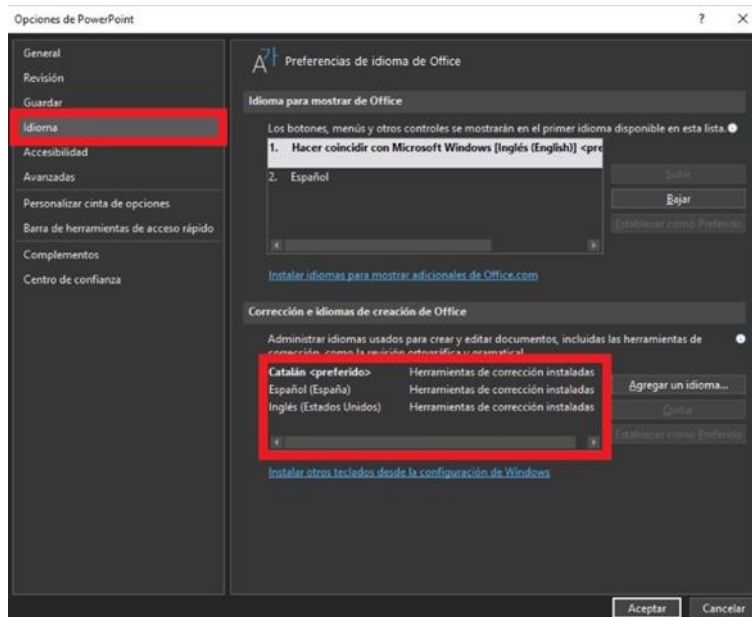 Opciones de PowerPoint
?
×
General
Revisión
Guardar
Idioma
Accesibilidad
Avanzadas
Personalizar cinta de opciones
Barra de herramientas de acceso rápido
Complementos
Centro de confianza
Preferencias de idioma de Office
Idioma para mostrar de Office
Los botones, menús y otros controles se mostrarán en el primer idioma disponible en esta lista.
1. Hacer coincidir con Microsoft Windows [Inglés (English)] <pre
2. Español
Subir
Bajar
Establecer como Preferido
Instalar idiomas para mostrar adicionales de Office.com
Corrección e idiomas de creación de Office
Administrar idiomas usados para crear y editar documentos, incluidas las herramientas de
corrección, como la revisión ortográfica y gramatical.
Catalán <preferido> Herramientas de corrección instaladas
Español (España) Herramientas de corrección instaladas
Inglés (Estados Unidos) Herramientas de corrección instaladas
Agregar un idioma...
Quitar
Establecer como Preferido
Instalar otros teclados desde la configuración de Windows
Aceptar
Cancelar